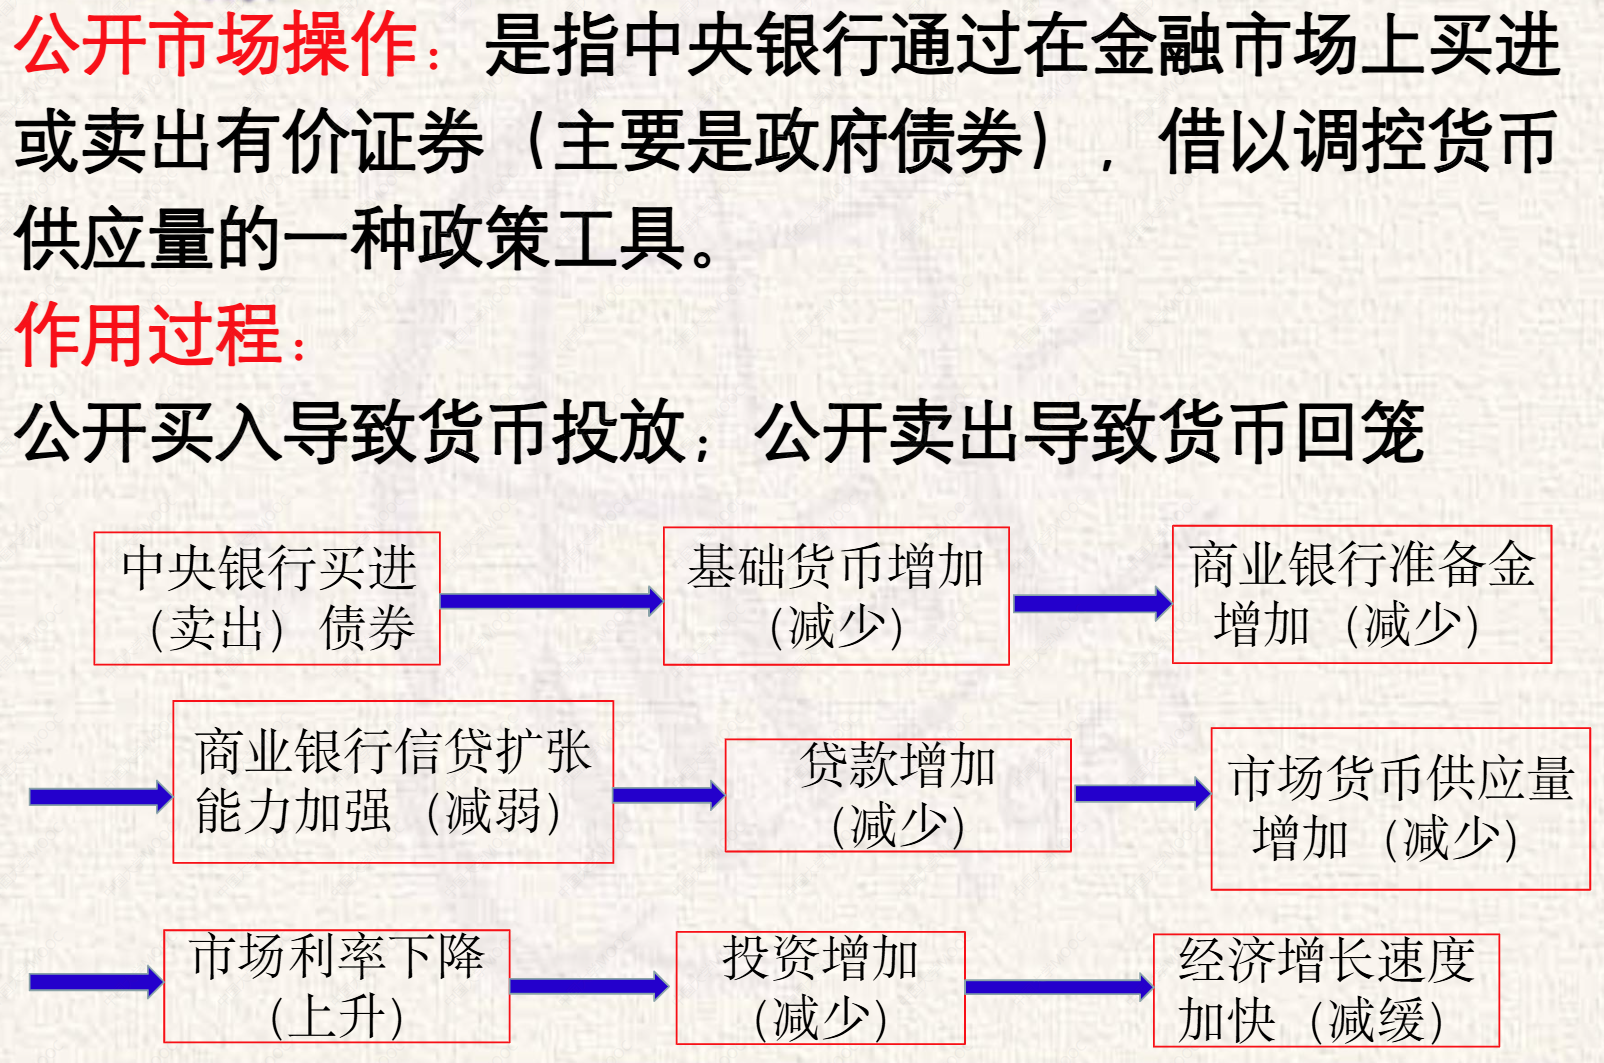 公开市场操作：是指中央银行通过在金融市场上买进
或卖出有价证券（主要是政府债券），借以调控货币
供应量的一种政策工具。
作用过程：
公开买入导致货币投放；公开卖出导致货币回笼
中央银行买进
（卖出）债券
基础货币增加
（减少）
商业银行准备金
增加（减少）
商业银行信贷扩张
能力加强（减弱）
贷款增加
（减少）
市场货币供应量
增加（减少）
市场利率下降
（上升）
投资增加
（减少）
经济增长速度
加快（减缓）